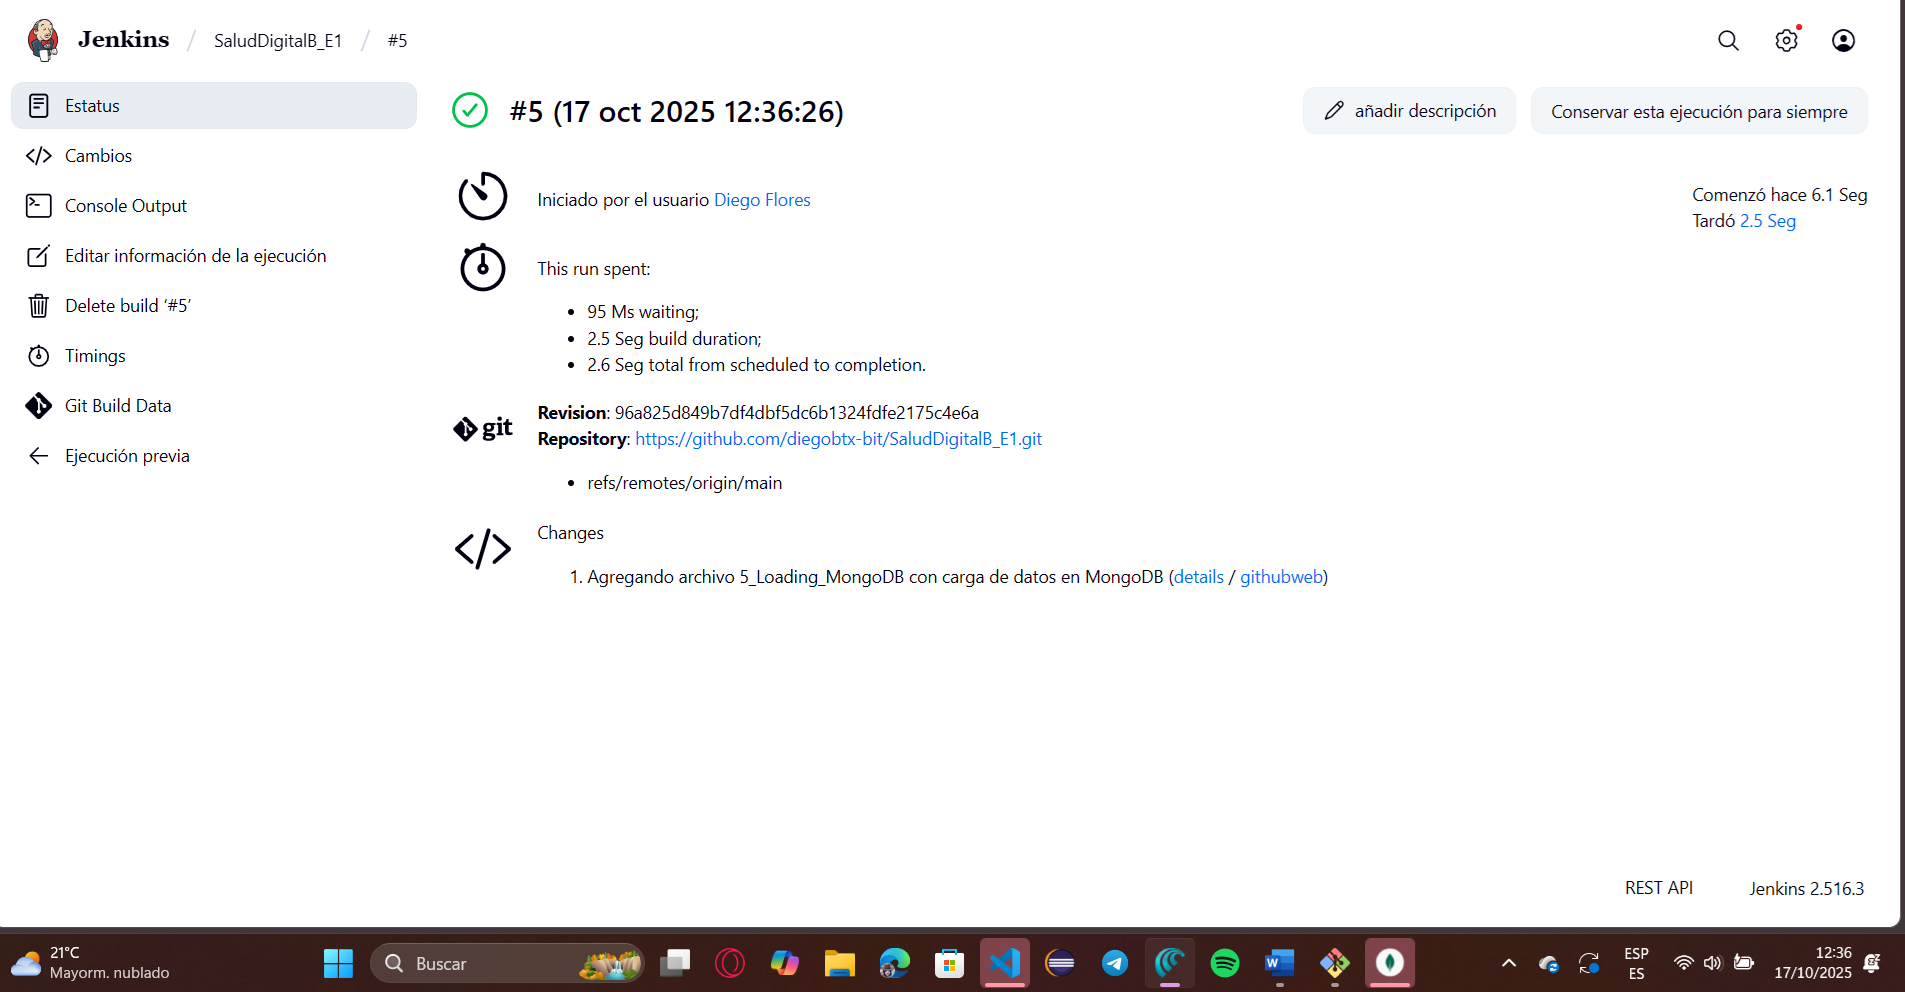 Jenkins / SaludDigitalB_E1 / #5
Estatus
Cambios
Console Output
Editar información de la ejecución
Delete build ‘#5’
Timings
Git Build Data
Ejecución previa
#5 (17 oct 2025 12:36:26)
añadir descripción
Conservar esta ejecución para siempre
Iniciado por el usuario Diego Flores
Comenzó hace 6.1 Seg
Tardó 2.5 Seg
This run spent:
• 95 Ms waiting;
• 2.5 Seg build duration;
• 2.6 Seg total from scheduled to completion.
git
Revision: 96a825d849b7df4dbf5dc6b1324fdfe2175c4e6a
Repository: https://github.com/diegobtx-bit/SaludDigitalB_E1.git
• refs/remotes/origin/main
Changes
1. Agregando archivo 5_Loading_MongoDB con carga de datos en MongoDB (details / githubweb)
REST API
Jenkins 2.516.3
21°C
Mayorm. nublado
Buscar
ESP
ES
12:36
17/10/2025